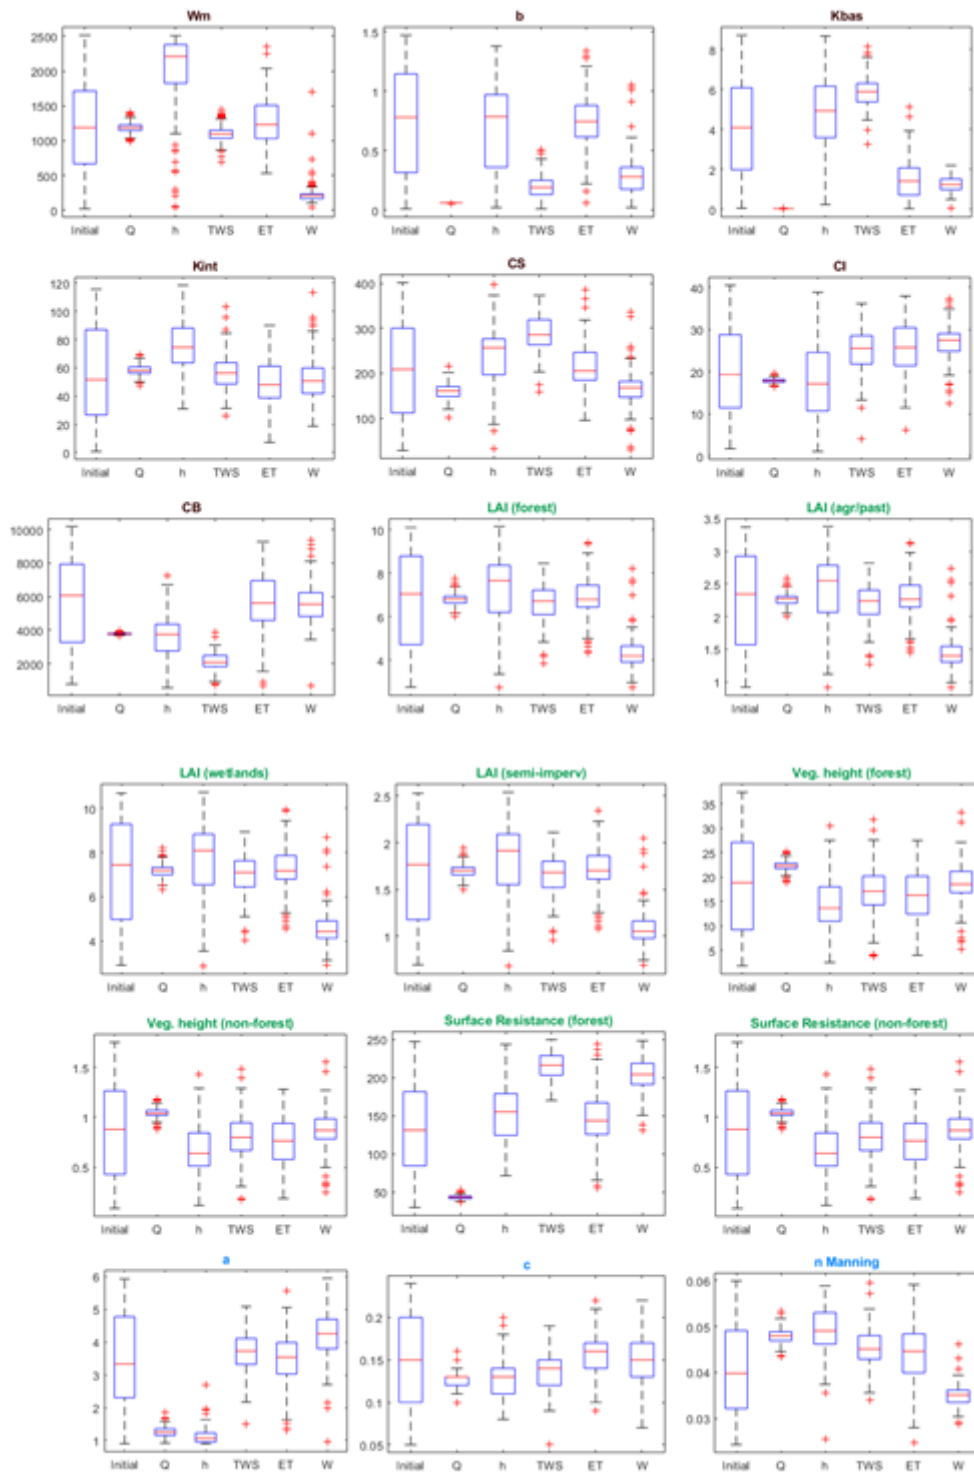 Wm b Kbas
2500 2000 1500 1000 500 0
1.5 1 0.5 0
8 6 4 2 0
Initial Q h TWS ET W Initial Q h TWS ET W Initial Q h TWS ET W
Kint CS CI
120 100 80 60 40 20 0
400 300 200 100
40 30 20 10 0
Initial Q h TWS ET W Initial Q h TWS ET W Initial Q h TWS ET W
CB LAI (forest) LAI (agr/past)
10000 8000 6000 4000 2000
10 8 6 4
3.5 3 2.5 2 1.5 1
Initial Q h TWS ET W Initial Q h TWS ET W Initial Q h TWS ET W
LAI (wetlands) LAI (semi-imperv) Veg. height (forest)
10 8 6 4
2.5 2 1.5 1
35 30 25 20 15 10 5
Initial Q h TWS ET W Initial Q h TWS ET W Initial Q h TWS ET W
Veg. height (non-forest) Surface Resistance (forest) Surface Resistance (non-forest)
1.5 1 0.5
250 200 150 100 50
1.5 1 0.5
Initial Q h TWS ET W Initial Q h TWS ET W Initial Q h TWS ET W
a c n Manning
6 5 4 3 2 1
0.2 0.15 0.1 0.05
0.06 0.05 0.04 0.03
Initial Q h TWS ET W Initial Q h TWS ET W Initial Q h TWS ET W